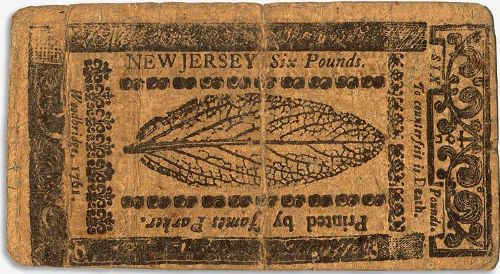 NEW JERSEY Six Pounds.
Woodbridge, 1761.
To counterfeit is Death.
SIX
Pounds.
Printed by James Parker.